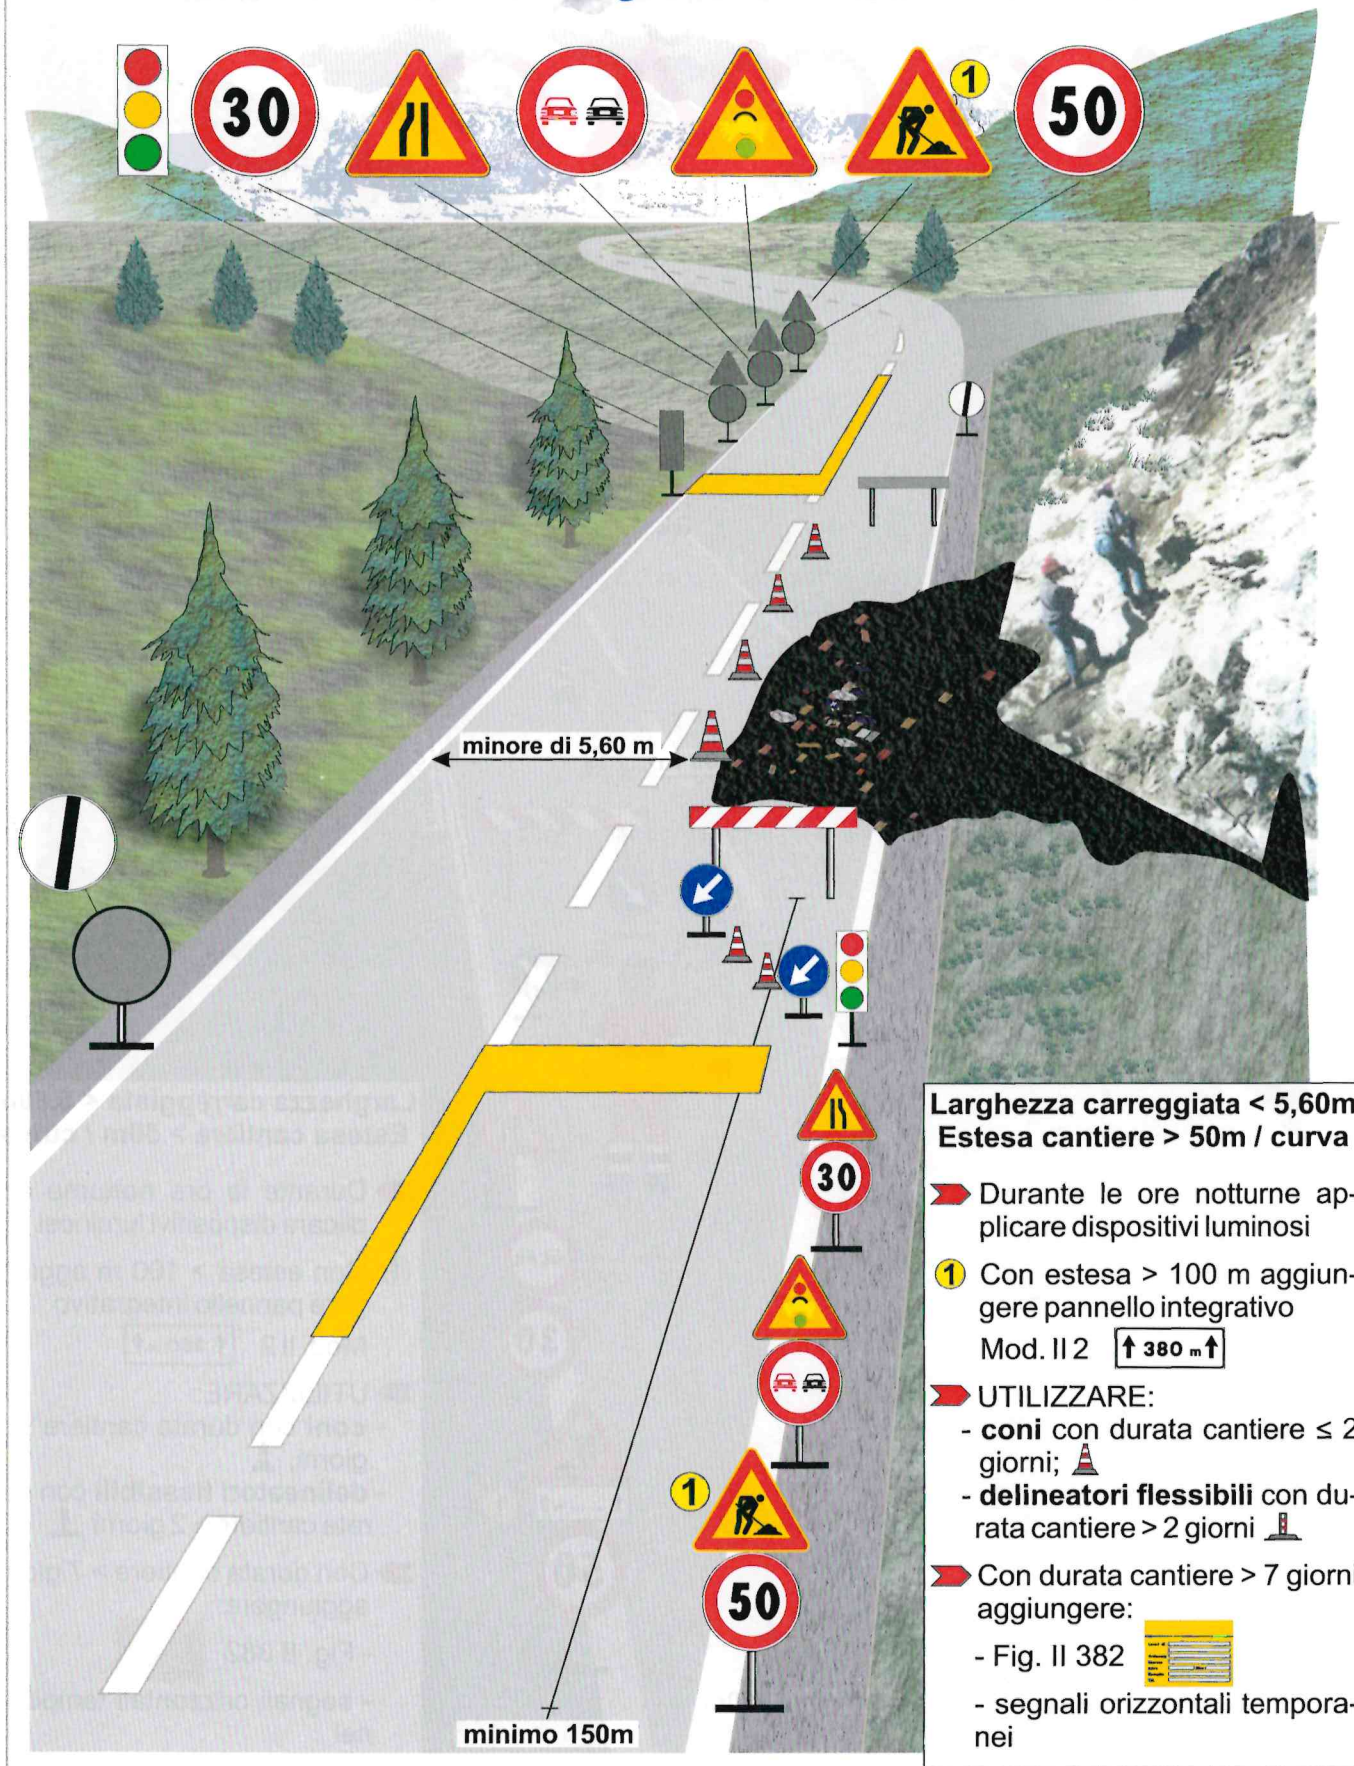 30
1
50
minore di 5,60 m
30
1
50
minimo 150m
Larghezza carreggiata < 5,60m
Estesa cantiere > 50m / curva
Durante le ore notturne ap-
plicare dispositivi luminosi
1 Con estesa > 100 m aggiun-
gere pannello integrativo
Mod. II 2 ↑ 380 m ↑
UTILIZZARE:
- coni con durata cantiere ≤ 2
giorni;
- delineatori flessibili con du-
rata cantiere > 2 giorni
Con durata cantiere > 7 giorni
aggiungere:
- Fig. II 382
- segnali orizzontali tempora-
nei